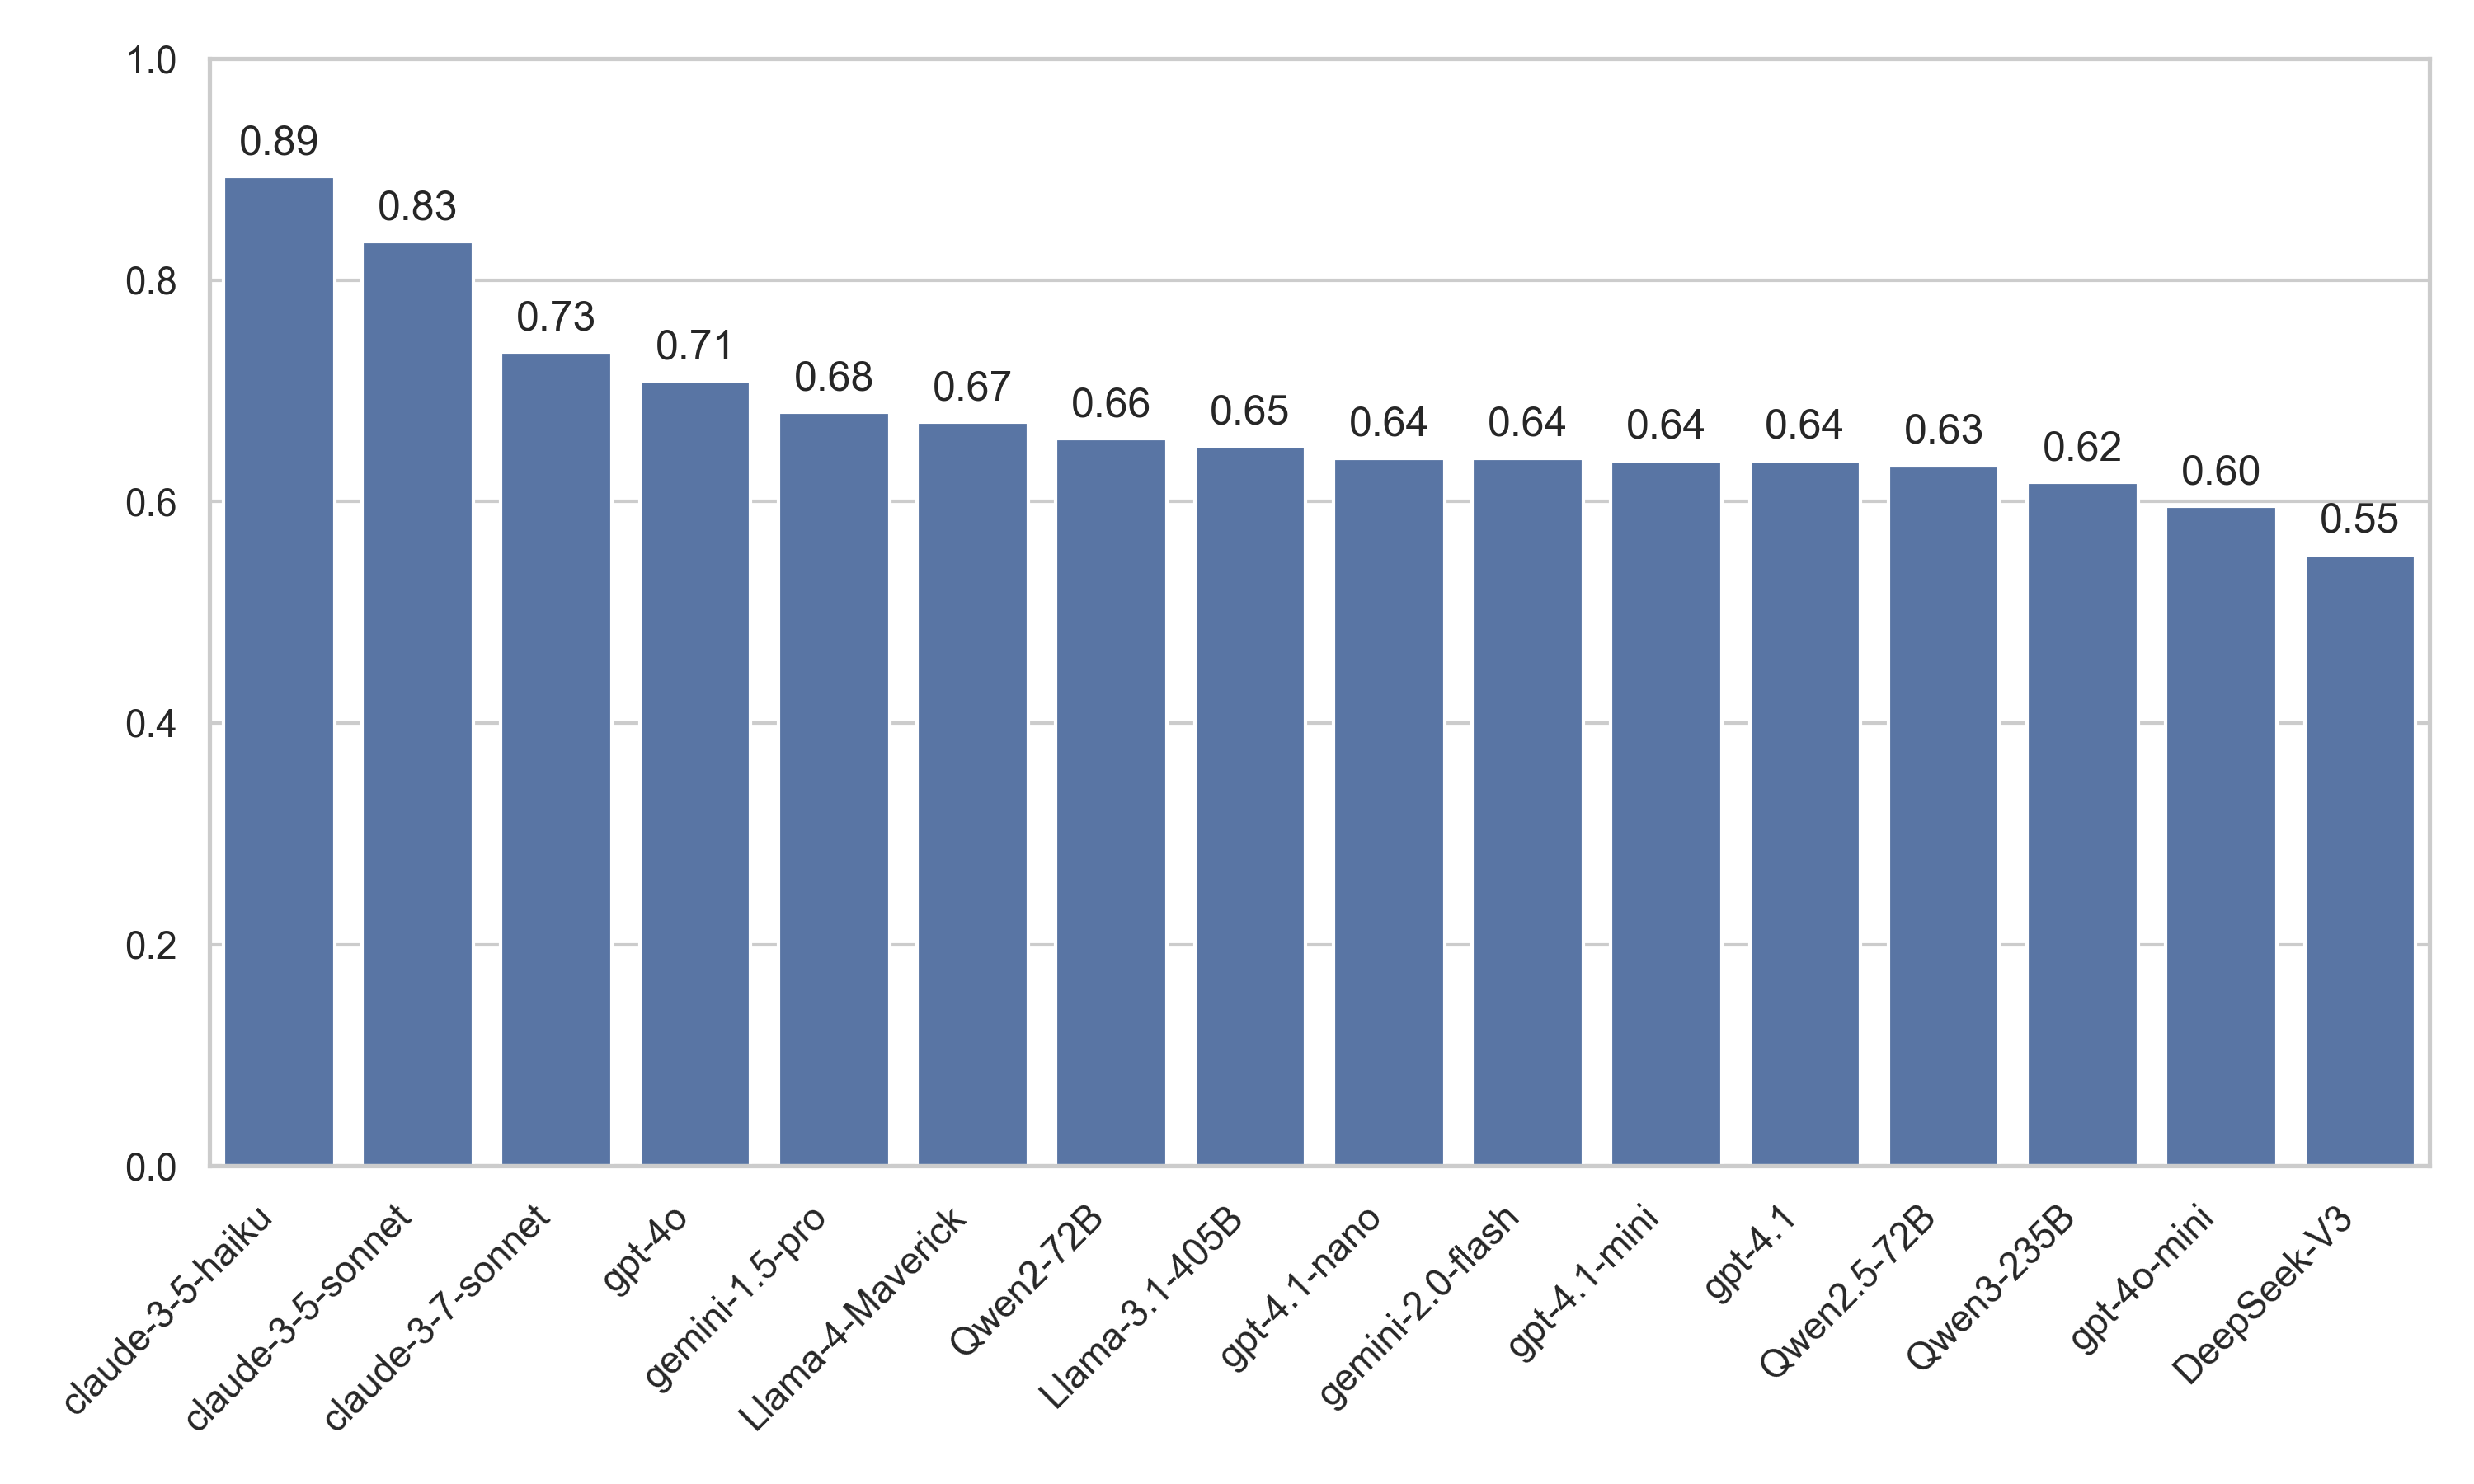 1.0
0.8
0.6
0.4
0.2
0.0
0.89
0.83
0.73
0.71
0.68
0.67
0.66
0.65
0.64
0.64
0.64
0.64
0.63
0.62
0.60
0.55
claude-3-5-haiku
claude-3-5-sonnet
claude-3-7-sonnet
gpt-4o
gemini-1.5-pro
Llama-4-Maverick
Qwen2-72B
Llama-3.1-405B
gpt-4.1-nano
gemini-2.0-flash
gpt-4.1-mini
gpt-4.1
Qwen2.5-72B
Qwen3-235B
gpt-4o-mini
DeepSeek-V3